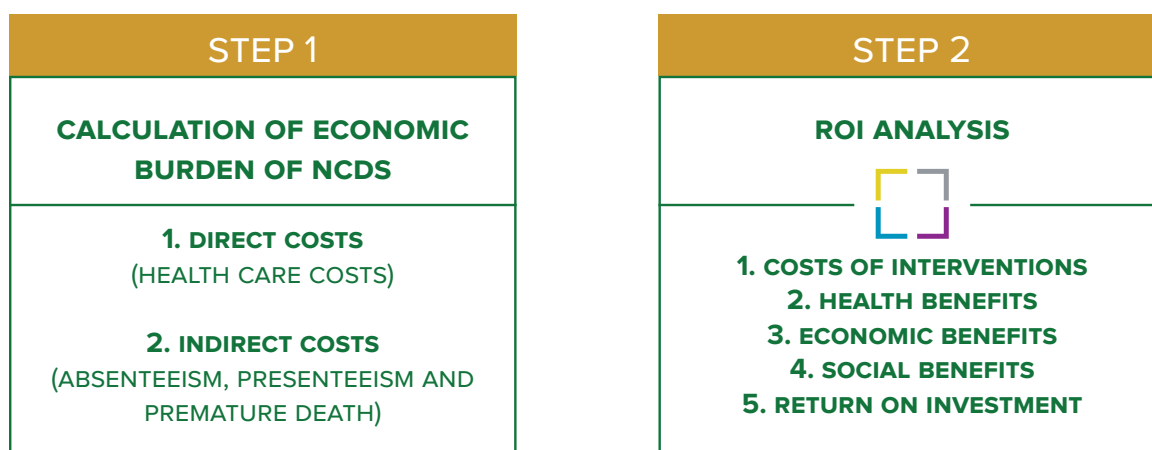 STEP 1
CALCULATION OF ECONOMIC
BURDEN OF NCDS
1. DIRECT COSTS
(HEALTH CARE COSTS)
2. INDIRECT COSTS
(ABSENTEEISM, PRESENTEEISM AND
PREMATURE DEATH)
STEP 2
ROI ANALYSIS
1. COSTS OF INTERVENTIONS
2. HEALTH BENEFITS
3. ECONOMIC BENEFITS
4. SOCIAL BENEFITS
5. RETURN ON INVESTMENT